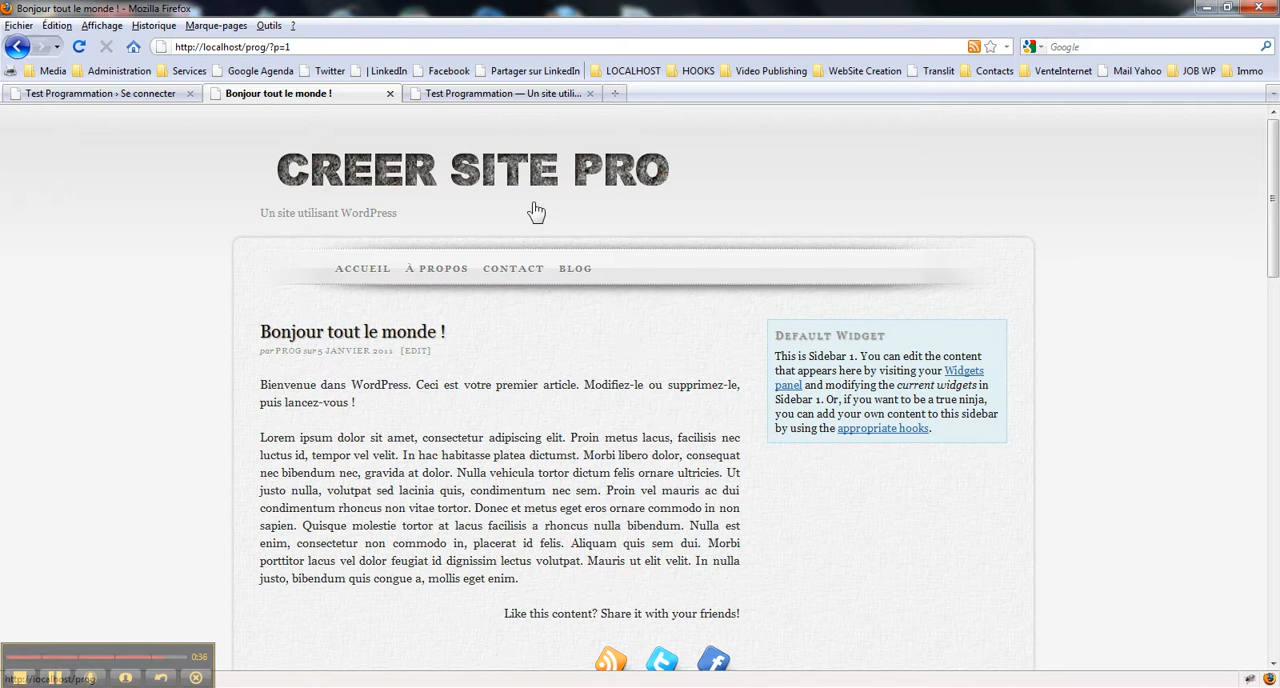 Bonjour tout le monde ! - Mozilla Firefox
Fichier Édition Affichage Historique Marque-pages Outils ?
http://localhost/prog/?p=1
Google
Media Administration Services Google Agenda Twitter LinkedIn Facebook Partager sur LinkedIn LOCALHOST HOOKS Video Publishing WebSite Creation Translit Contacts VenteInternet Mail Yahoo JOB WP Immo
Test Programmation › Se connecter
Bonjour tout le monde !
Test Programmation — Un site utili...
CREER SITE PRO
Un site utilisant WordPress
ACCUEIL À PROPOS CONTACT BLOG
Bonjour tout le monde !
par PROG sur 5 JANVIER 2011 [EDIT]
Bienvenue dans WordPress. Ceci est votre premier article. Modifiez-le ou supprimez-le,
puis lancez-vous !
Lorem ipsum dolor sit amet, consectetur adipiscing elit. Proin metus lacus, facilisis nec
luctus id, tempor vel velit. In hac habitasse platea dictumst. Morbi libero dolor, consequat
nec bibendum nec, gravida at dolor. Nulla vehicula tortor dictum felis ornare ultricies. Ut
justo nulla, volutpat sed lacinia quis, condimentum nec sem. Proin vel mauris ac dui
condimentum rhoncus non vitae tortor. Donec et metus eget eros ornare commodo in non
sapien. Quisque molestie tortor at lacus facilisis a rhoncus nulla bibendum. Nulla est
enim, consectetur non commodo in, placerat id felis. Aliquam quis sem dui. Morbi
porttitor lacus vel dolor feugiat id dignissim lectus volutpat. Mauris ut elit velit. In nulla
justo, bibendum quis congue a, mollis eget enim.
Like this content? Share it with your friends!
Default Widget
This is Sidebar 1. You can edit the content
that appears here by visiting your Widgets
panel and modifying the current widgets in
Sidebar 1. Or, if you want to be a true ninja,
you can add your own content to this sidebar
by using the appropriate hooks.
0:36
http://localhost/prog